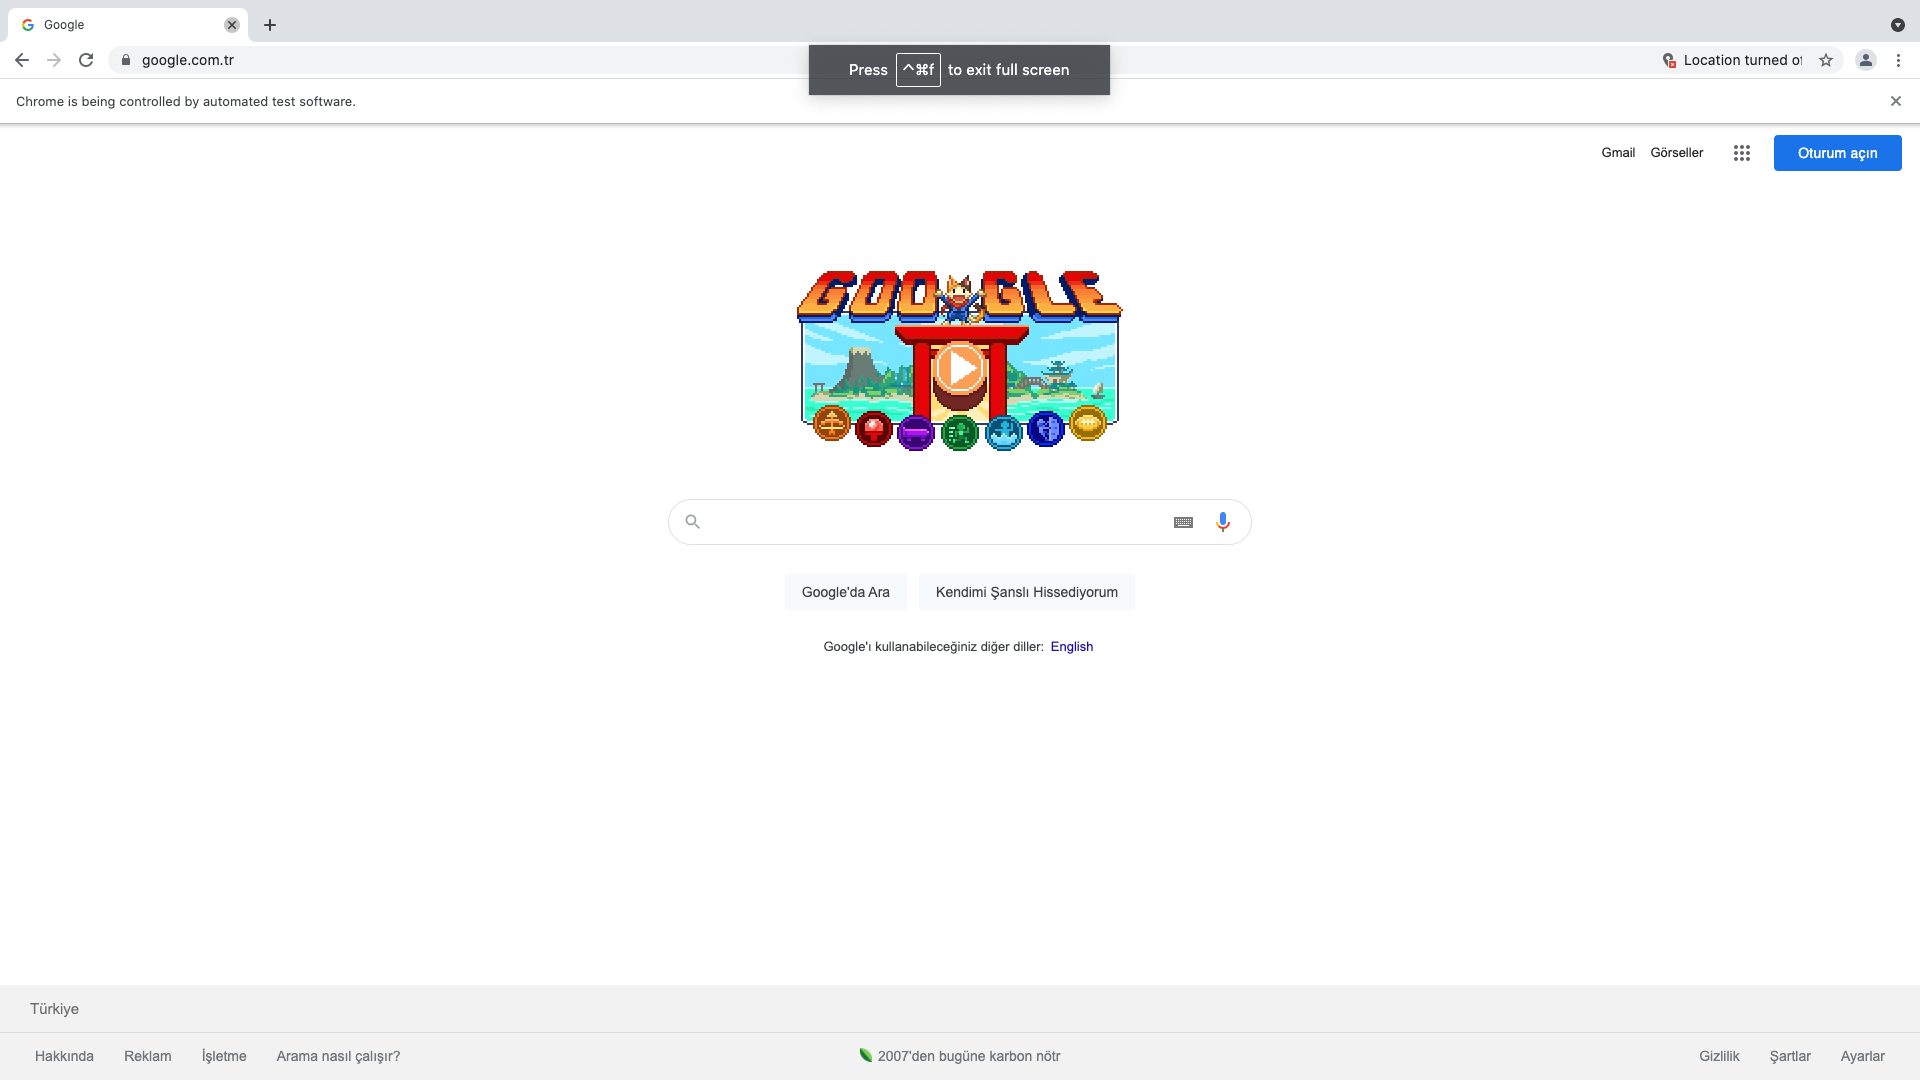 Google
google.com.tr
Location turned of
Press ^⌘f to exit full screen
Chrome is being controlled by automated test software.
Gmail Görseller Oturum açın
GOOGLE
Google'da Ara Kendimi Şanslı Hissediyorum
Google'ı kullanabileceğiniz diğer diller: English
Türkiye
Hakkında Reklam İşletme Arama nasıl çalışır? 2007'den bugüne karbon nötr Gizlilik Şartlar Ayarlar